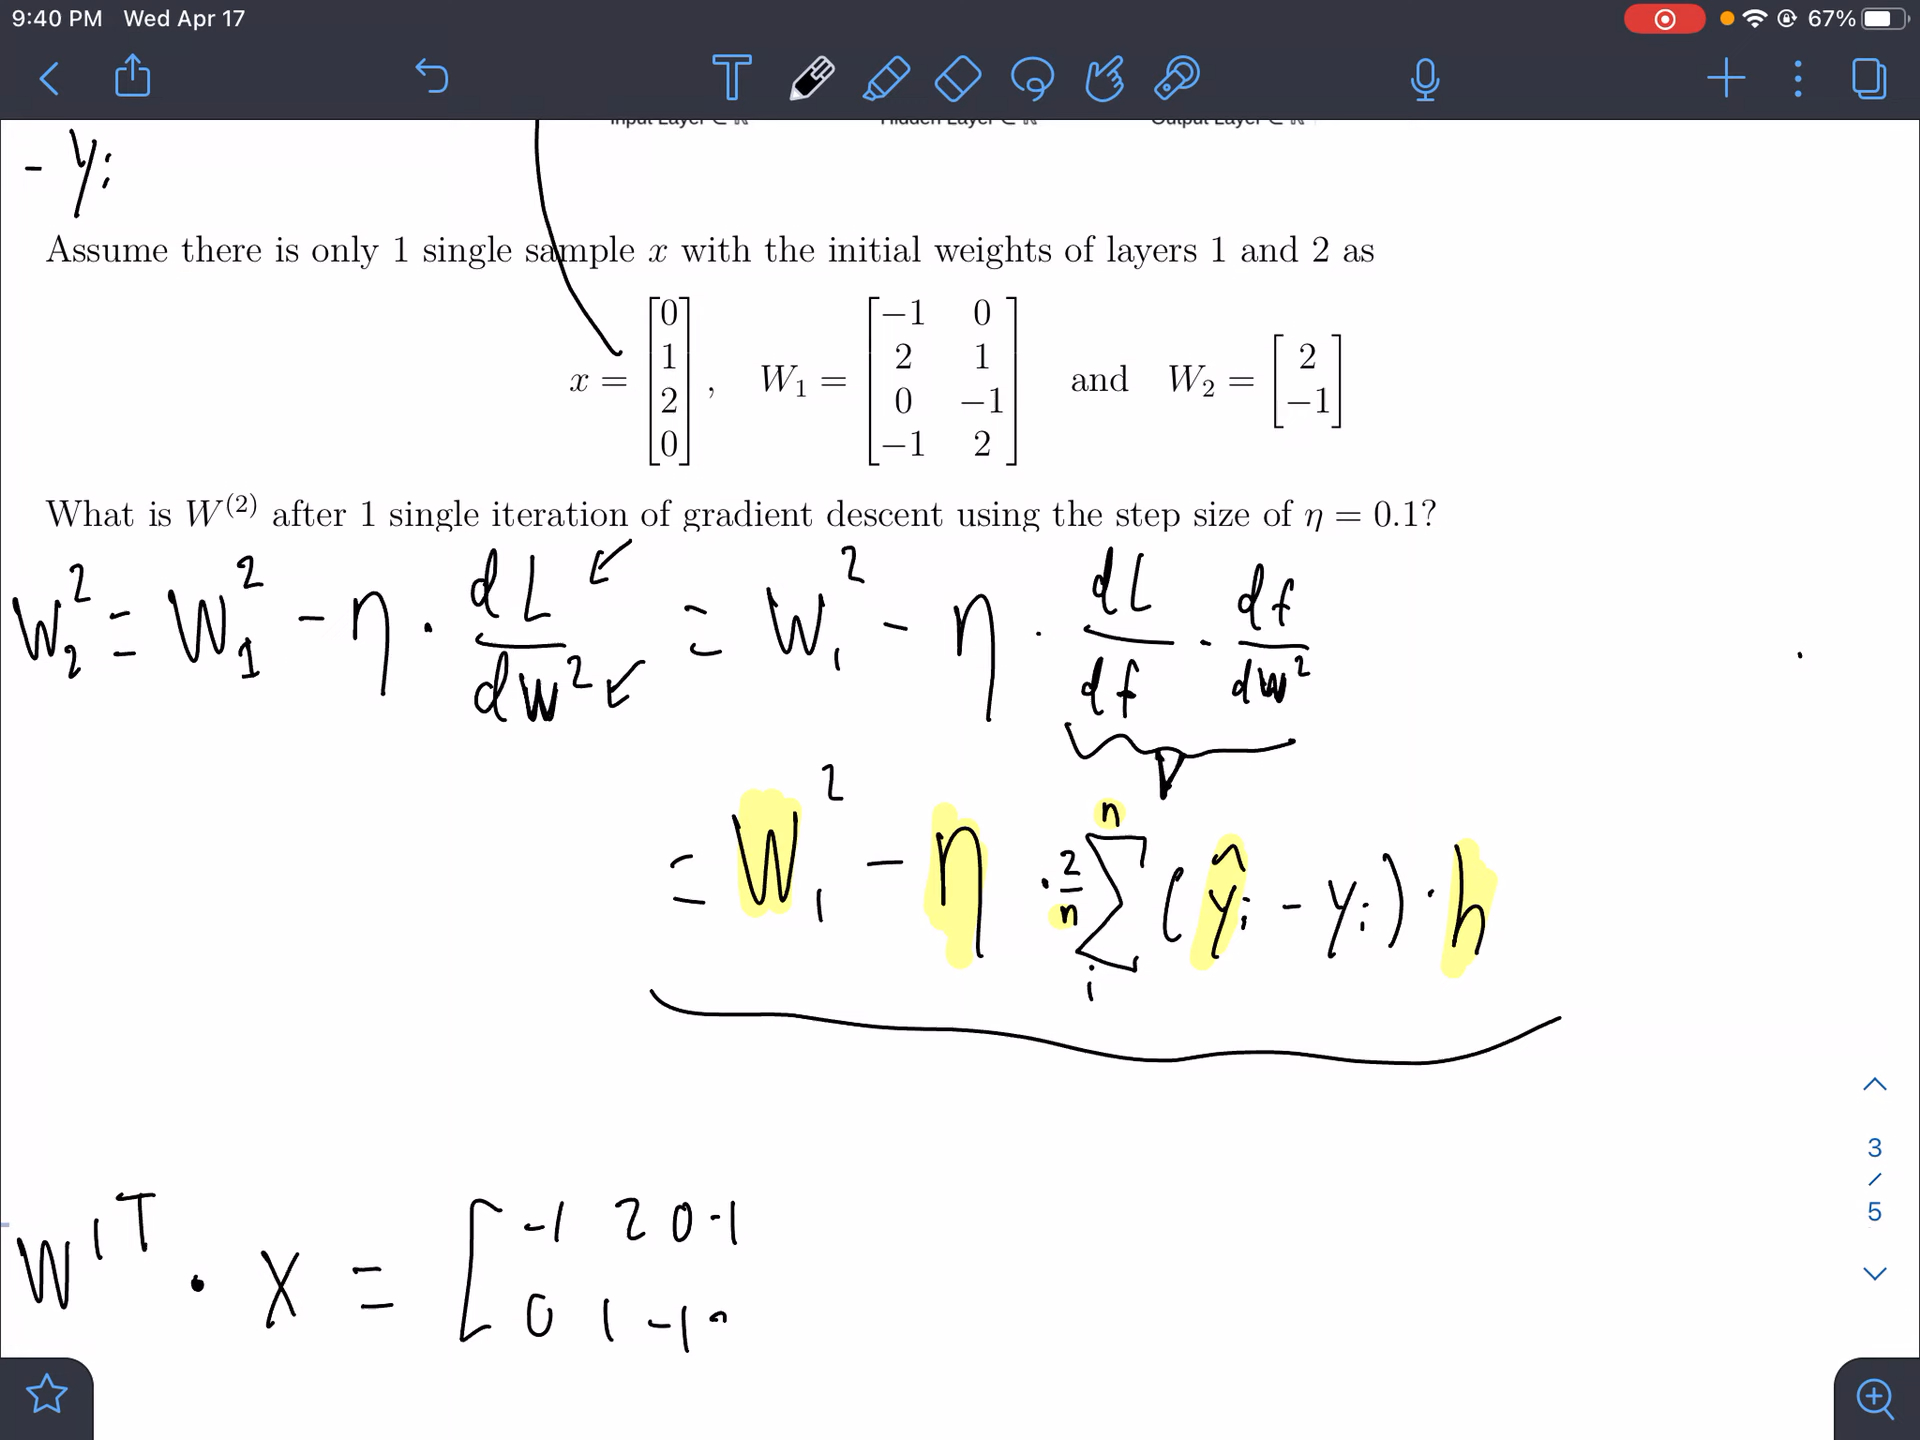 9:40 PM Wed Apr 17 67%
- yi
Assume there is only 1 single sample x with the initial weights of layers 1 and 2 as
x = [0 1 2 0], W₁ = [−1 0; 2 1; 0 −1; −1 2] and W₂ = [2 −1]
What is W⁽²⁾ after 1 single iteration of gradient descent using the step size of η = 0.1?
W₂² = W₁² - η · dL/dW² = W₁² - η · dL/df · df/dW²
= W₁² - η · 2/n Σᵢⁿ (ŷi - yi) · h
W¹ᵀ · X = [-1 2 0 -1
0 1 -1
3
/
5